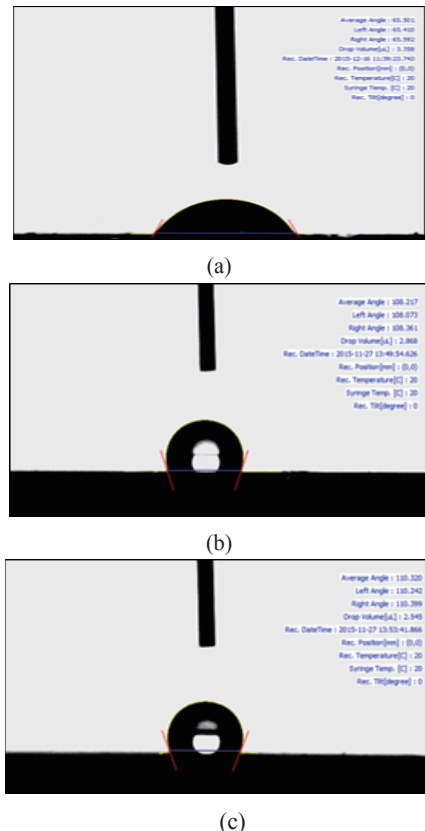 Average Angle : 65.501
Left Angle : 65.410
Right Angle : 65.592
Drop Volume[uL] : 3.358
Rec. DateTime : 2015-12-16 11:39:23.740
Rec. Position[mm] : (0,0)
Rec. Temperature[C] : 20
Syringe Temp. [C] : 20
Rec. Tilt[degree] : 0
(a)
Average Angle : 108.217
Left Angle : 108.073
Right Angle : 108.361
Drop Volume[uL] : 2.868
Rec. DateTime : 2015-11-27 13:49:54.626
Rec. Position[mm] : (0,0)
Rec. Temperature[C] : 20
Syringe Temp. [C] : 20
Rec. Tilt[degree] : 0
(b)
Average Angle : 110.320
Left Angle : 110.242
Right Angle : 110.399
Drop Volume[uL] : 2.545
Rec. DateTime : 2015-11-27 13:53:41.866
Rec. Position[mm] : (0,0)
Rec. Temperature[C] : 20
Syringe Temp. [C] : 20
Rec. Tilt[degree] : 0
(c)